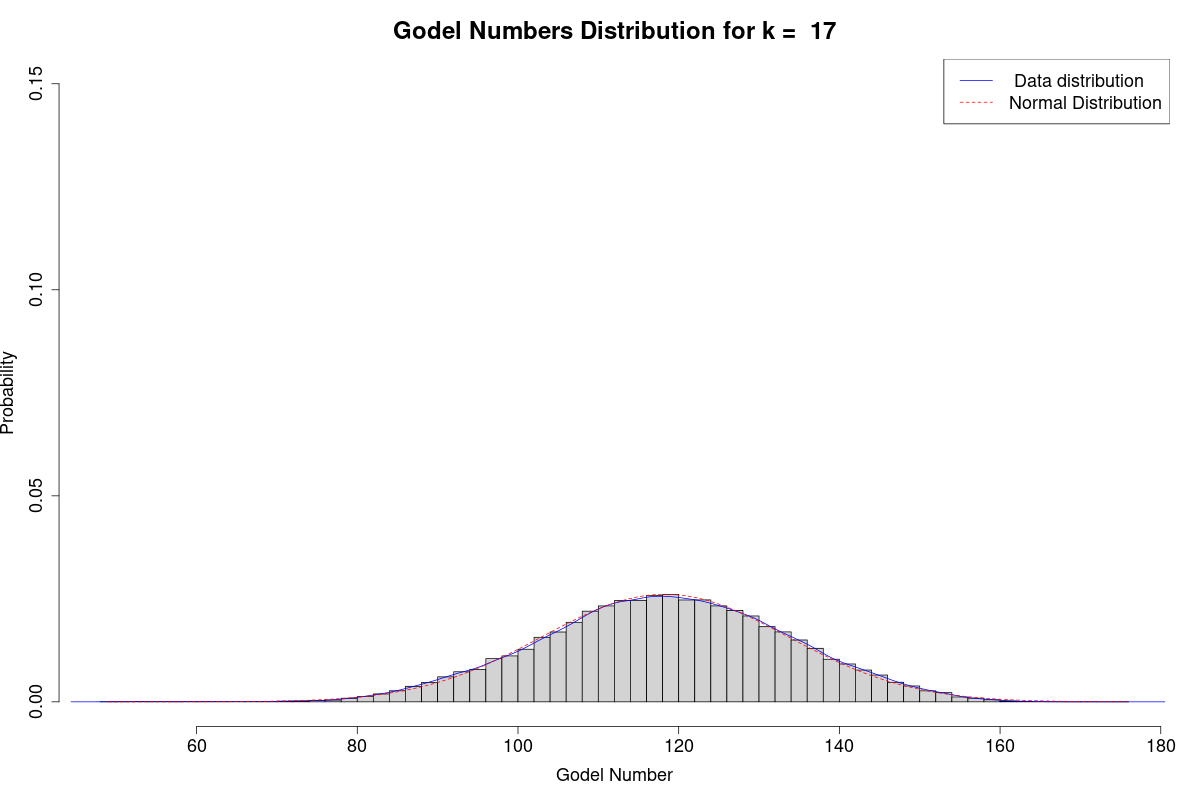 Godel Numbers Distribution for k =  17
Data distribution
Normal Distribution
0.15
0.10
0.05
0.00
Probability
60 80 100 120 140 160 180
Godel Number